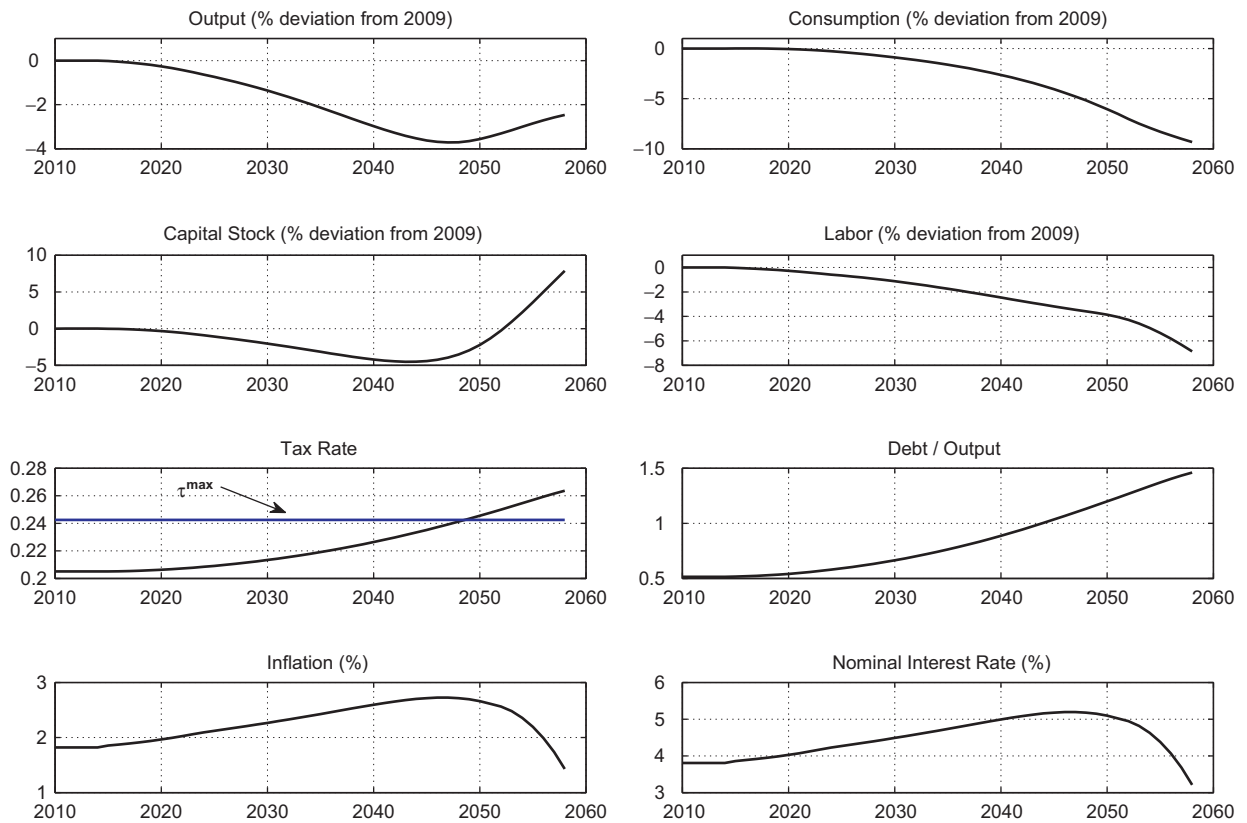 Output (% deviation from 2009)
0
−2
−4
2010 2020 2030 2040 2050 2060
Consumption (% deviation from 2009)
0
−5
−10
2010 2020 2030 2040 2050 2060
Capital Stock (% deviation from 2009)
10
5
0
−5
2010 2020 2030 2040 2050 2060
Labor (% deviation from 2009)
0
−2
−4
−6
−8
2010 2020 2030 2040 2050 2060
Tax Rate
0.28
0.26
0.24
0.22
0.2
τmax
2010 2020 2030 2040 2050 2060
Debt / Output
1.5
1
0.5
2010 2020 2030 2040 2050 2060
Inflation (%)
3
2
1
2010 2020 2030 2040 2050 2060
Nominal Interest Rate (%)
6
5
4
3
2010 2020 2030 2040 2050 2060